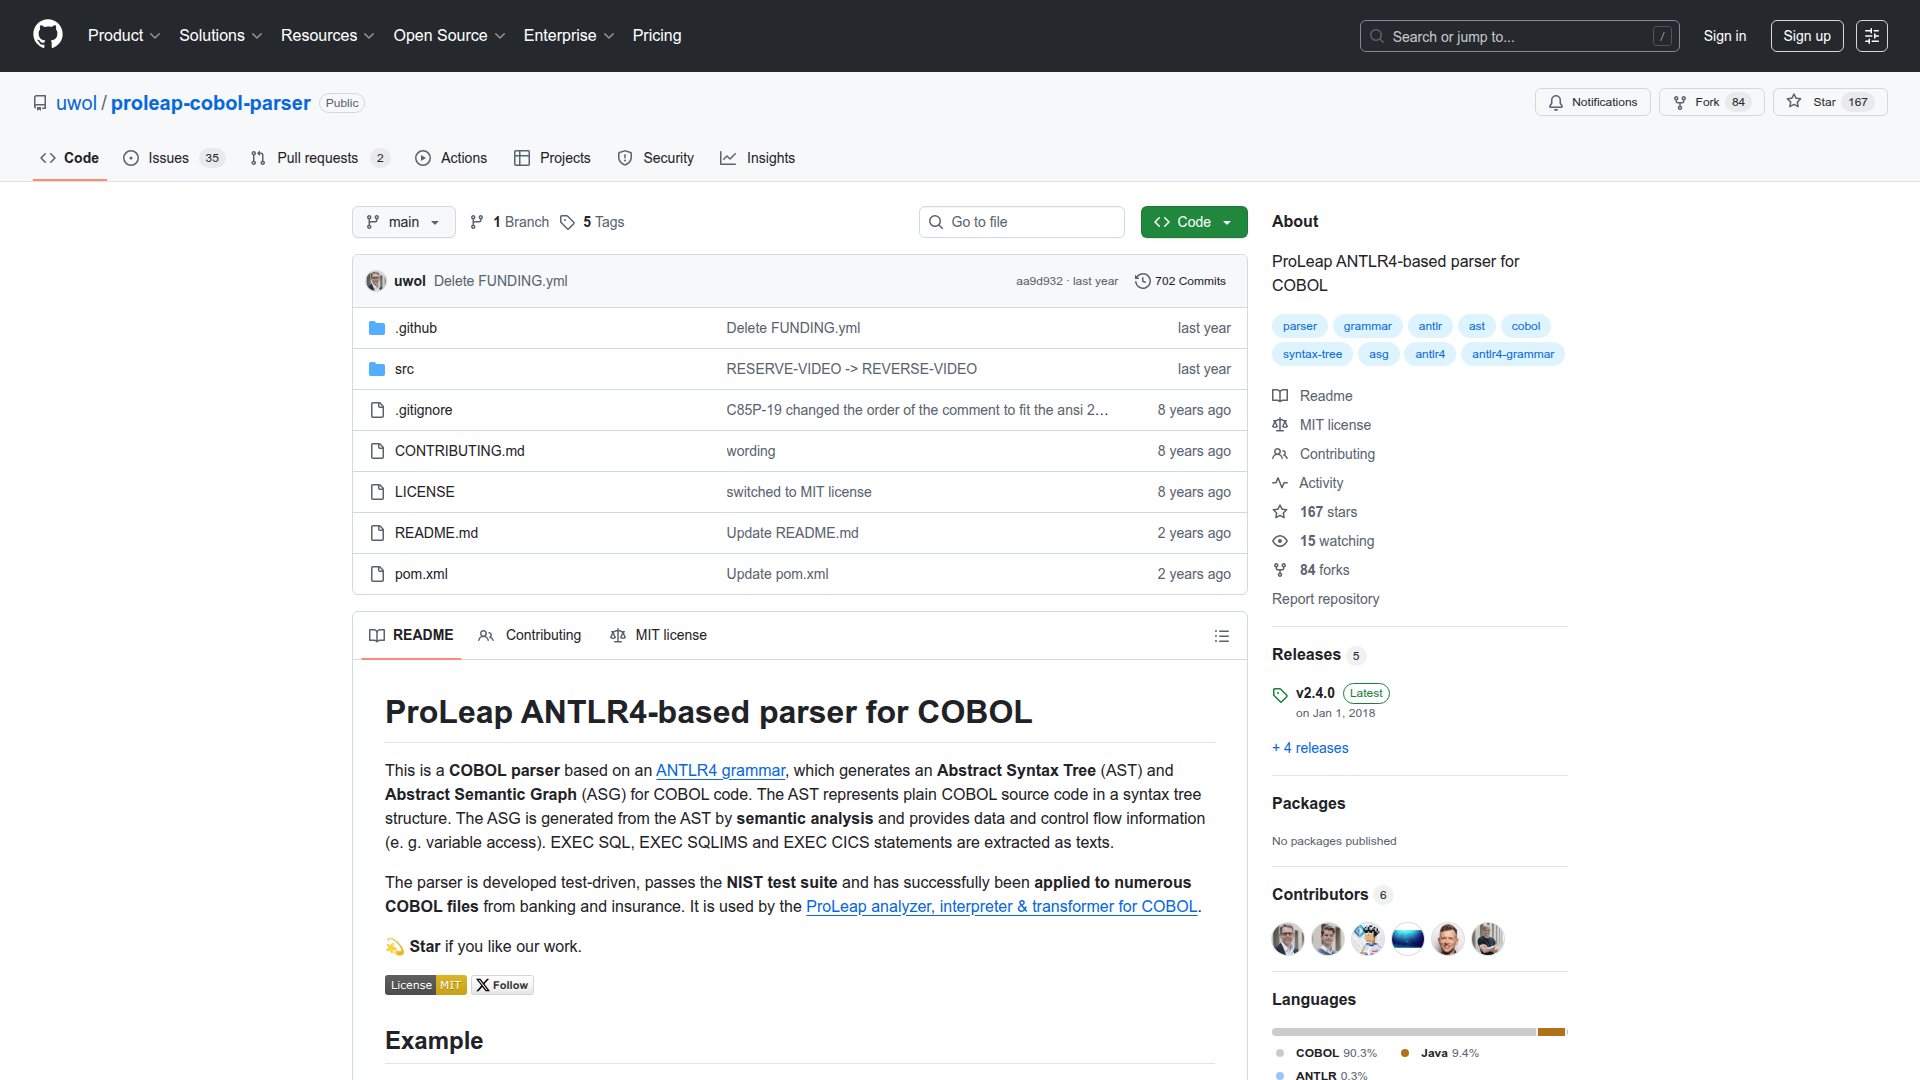 Product Solutions Resources Open Source Enterprise Pricing Search or jump to... / Sign in Sign up
uwol / proleap-cobol-parser Public Notifications Fork 84 Star 167
Code Issues 35 Pull requests 2 Actions Projects Security Insights
main 1 Branch 5 Tags Go to file Code
uwol Delete FUNDING.yml aa9d932 · last year 702 Commits
.github Delete FUNDING.yml last year
src RESERVE-VIDEO -> REVERSE-VIDEO last year
.gitignore C85P-19 changed the order of the comment to fit the ansi 2… 8 years ago
CONTRIBUTING.md wording 8 years ago
LICENSE switched to MIT license 8 years ago
README.md Update README.md 2 years ago
pom.xml Update pom.xml 2 years ago
README Contributing MIT license
ProLeap ANTLR4-based parser for COBOL
This is a COBOL parser based on an ANTLR4 grammar, which generates an Abstract Syntax Tree (AST) and
Abstract Semantic Graph (ASG) for COBOL code. The AST represents plain COBOL source code in a syntax tree
structure. The ASG is generated from the AST by semantic analysis and provides data and control flow information
(e. g. variable access). EXEC SQL, EXEC SQLIMS and EXEC CICS statements are extracted as texts.
The parser is developed test-driven, passes the NIST test suite and has successfully been applied to numerous
COBOL files from banking and insurance. It is used by the ProLeap analyzer, interpreter & transformer for COBOL.
💫 Star if you like our work.
License MIT X Follow
Example
About
ProLeap ANTLR4-based parser for
COBOL
parser grammar antlr ast cobol
syntax-tree asg antlr4 antlr4-grammar
Readme
MIT license
Contributing
Activity
167 stars
15 watching
84 forks
Report repository
Releases 5
v2.4.0 Latest
on Jan 1, 2018
+ 4 releases
Packages
No packages published
Contributors 6
Languages
COBOL 90.3% Java 9.4%
ANTLR 0.3%